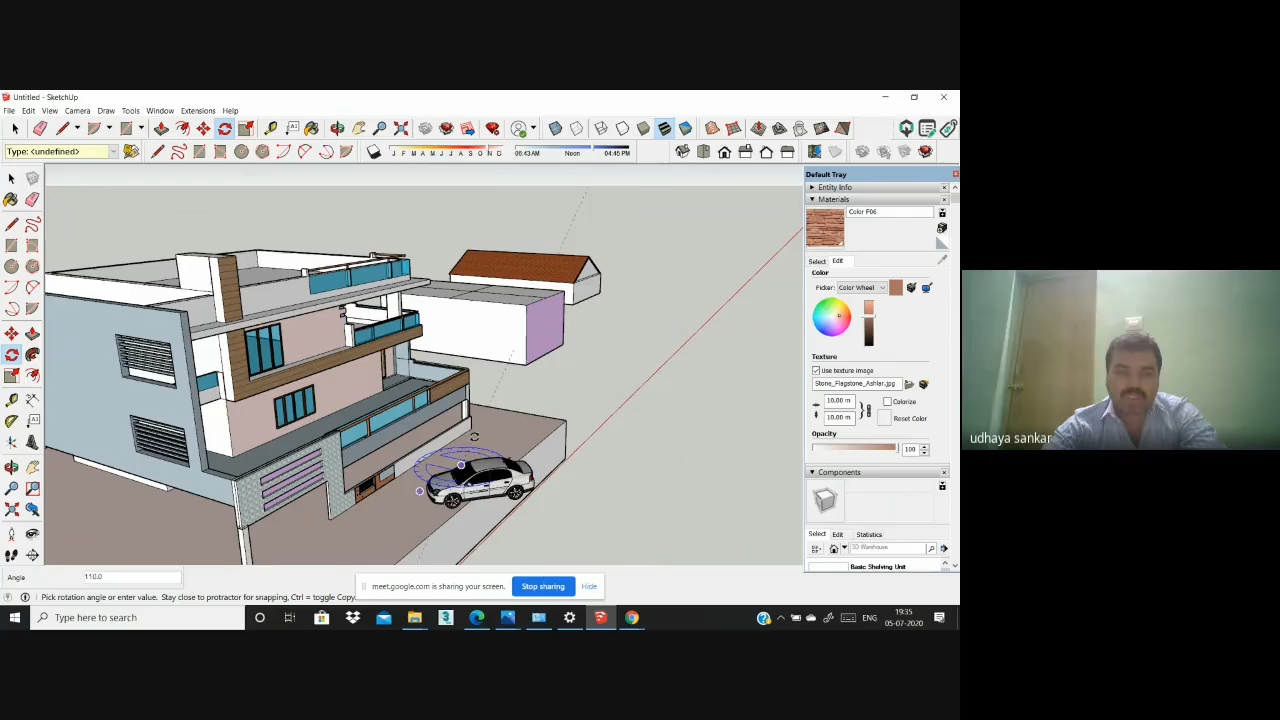 Untitled - SketchUp
File Edit View Camera Draw Tools Window Extensions Help
Type: <undefined>
J F M A M J J A S O N D
06:43AM Noon 04:45 PM
Default Tray
Entity Info
Materials
Color F06
Select Edit
Color
Picker: Color Wheel
Texture
Use texture image
Stone_Flagstone_Ashlar.jpg
10.00 m
Colorize
10.00 m
Reset Color
Opacity
100
Components
Select Edit Statistics
3D Warehouse
Basic Shelving Unit
udhaya sankar
Angle 110.0
meet.google.com is sharing your screen. Stop sharing Hide
Pick rotation angle or enter value. Stay close to protractor for snapping, Ctrl = toggle Copy
Type here to search
ENG
19:35
05-07-2020